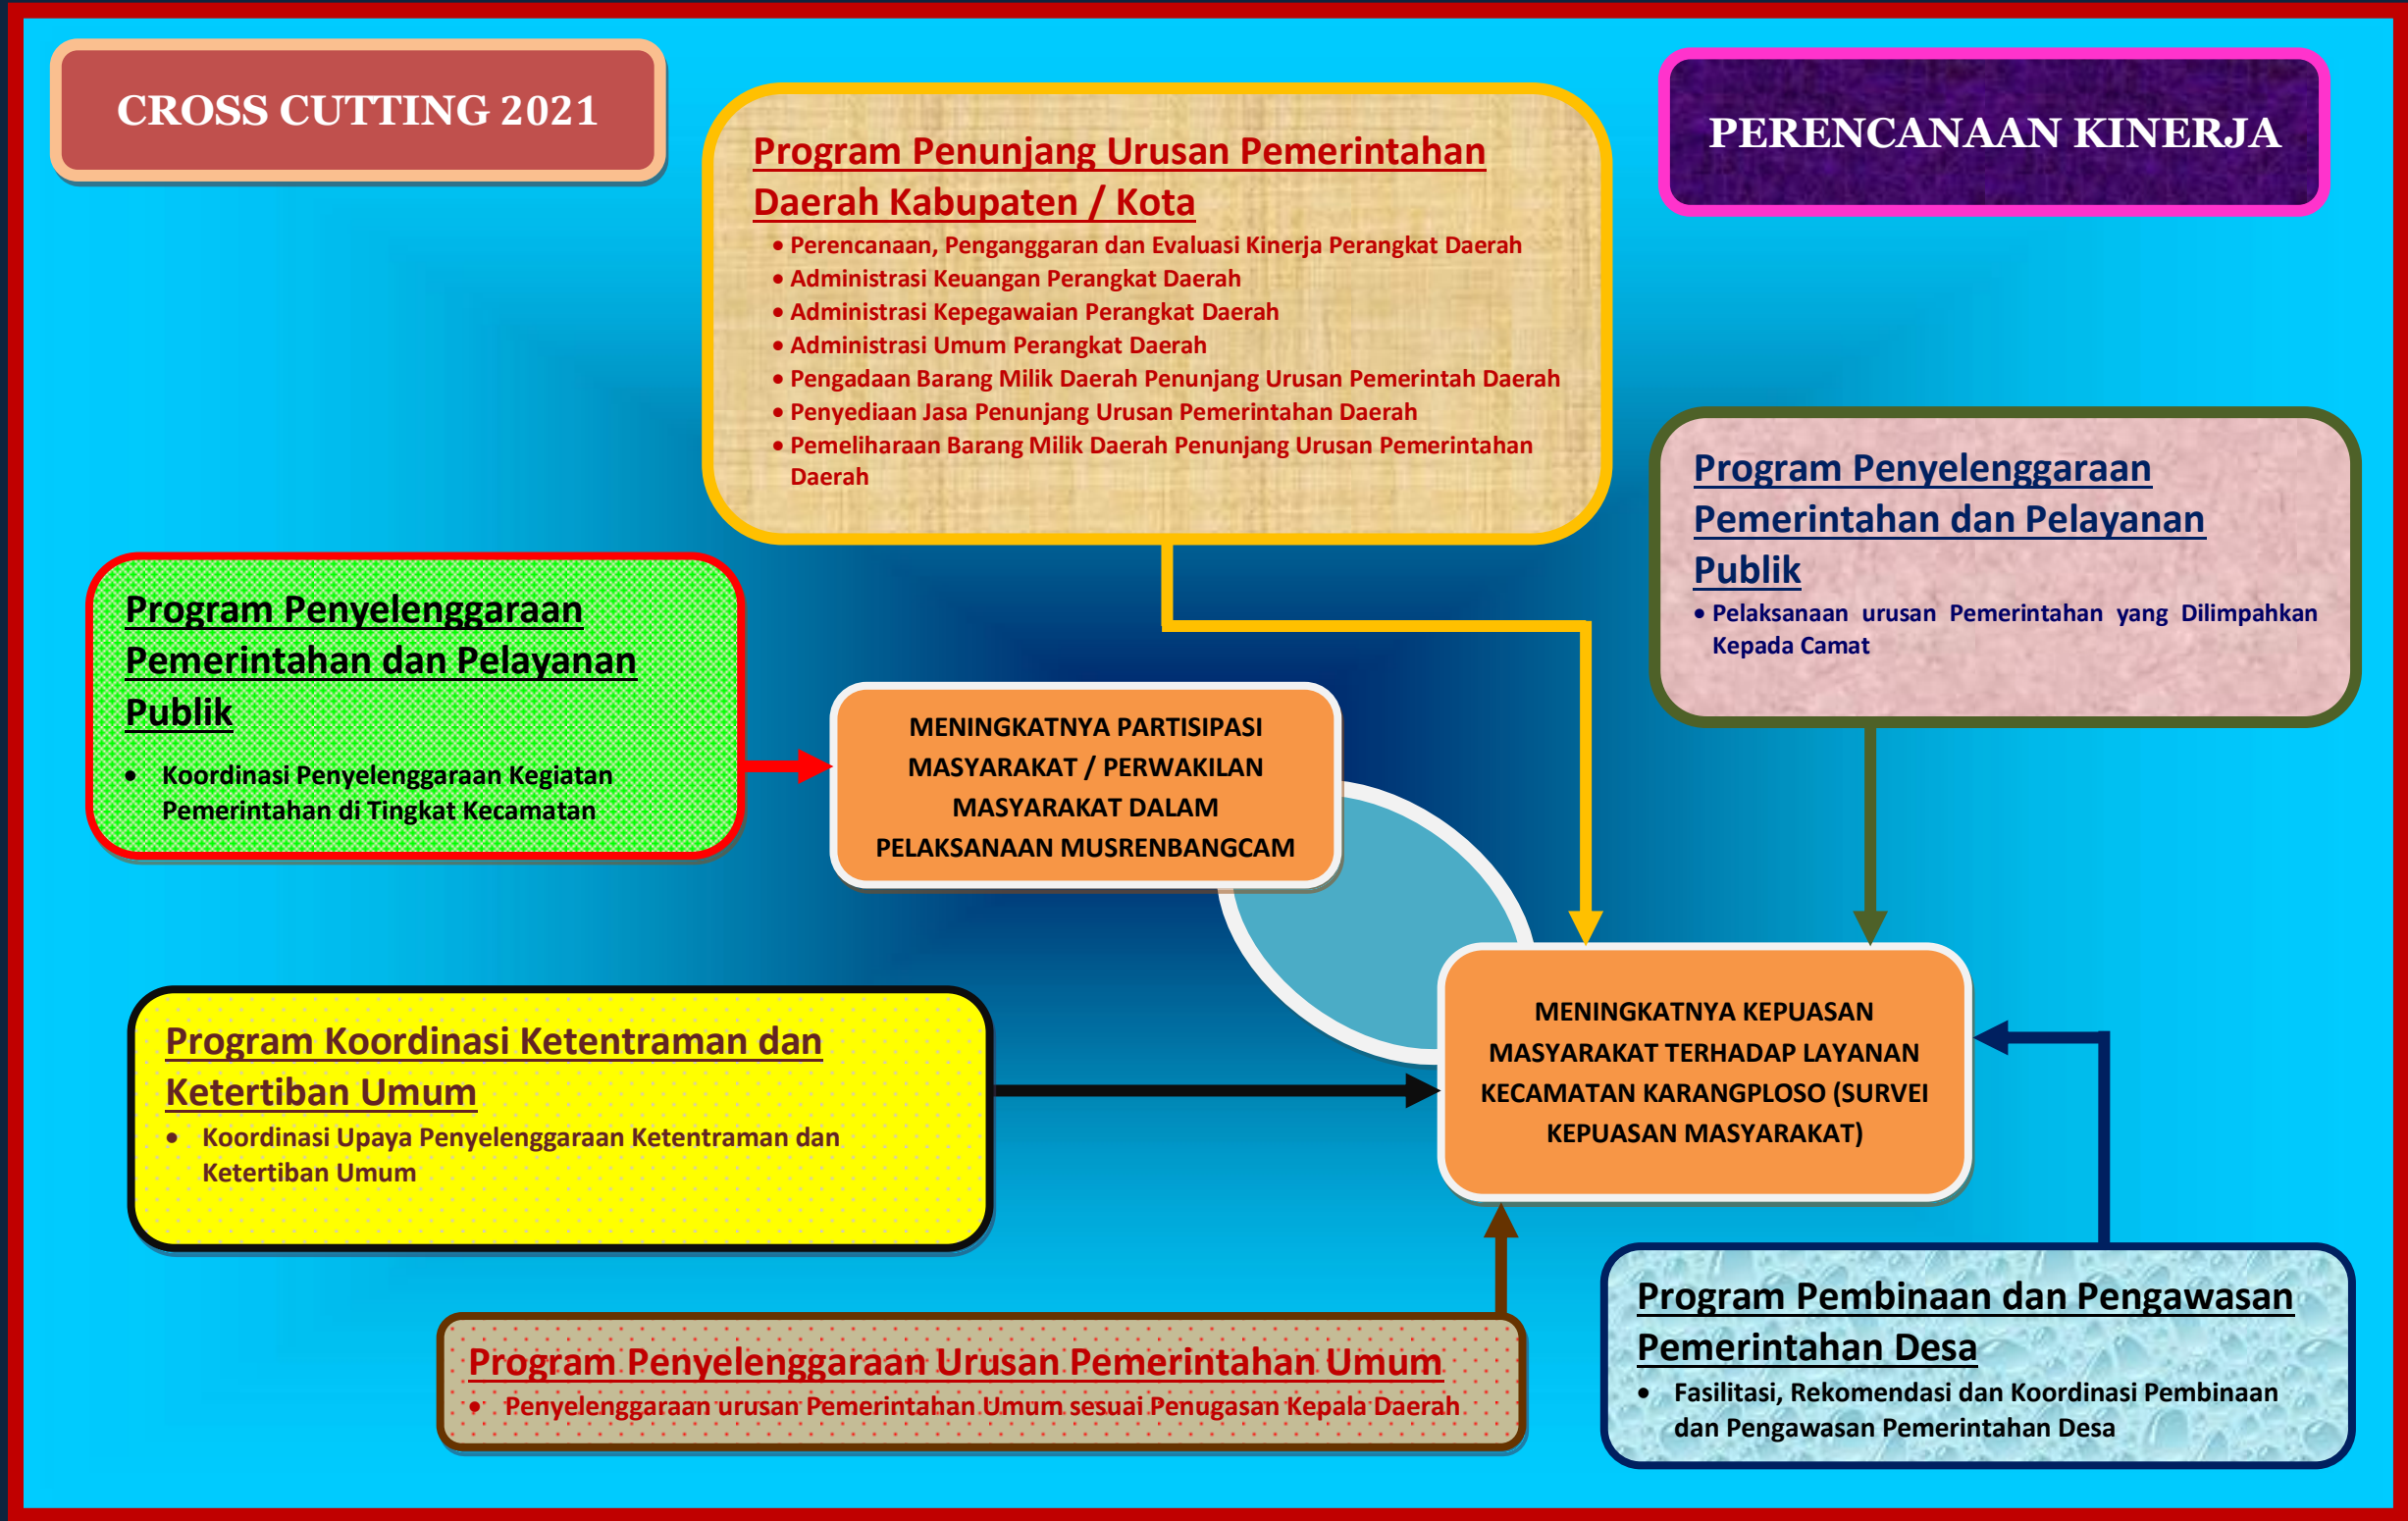 CROSS CUTTING 2021
PERENCANAAN KINERJA
Program Penunjang Urusan Pemerintahan
Daerah Kabupaten / Kota
• Perencanaan, Penganggaran dan Evaluasi Kinerja Perangkat Daerah
• Administrasi Keuangan Perangkat Daerah
• Administrasi Kepegawaian Perangkat Daerah
• Administrasi Umum Perangkat Daerah
• Pengadaan Barang Milik Daerah Penunjang Urusan Pemerintah Daerah
• Penyediaan Jasa Penunjang Urusan Pemerintahan Daerah
• Pemeliharaan Barang Milik Daerah Penunjang Urusan Pemerintahan
Daerah
Program Penyelenggaraan
Pemerintahan dan Pelayanan
Publik
• Pelaksanaan urusan Pemerintahan yang Dilimpahkan
Kepada Camat
Program Penyelenggaraan
Pemerintahan dan Pelayanan
Publik
• Koordinasi Penyelenggaraan Kegiatan
Pemerintahan di Tingkat Kecamatan
MENINGKATNYA PARTISIPASI
MASYARAKAT / PERWAKILAN
MASYARAKAT DALAM
PELAKSANAAN MUSRENBANGCAM
MENINGKATNYA KEPUASAN
MASYARAKAT TERHADAP LAYANAN
KECAMATAN KARANGPLOSO (SURVEI
KEPUASAN MASYARAKAT)
Program Koordinasi Ketentraman dan
Ketertiban Umum
• Koordinasi Upaya Penyelenggaraan Ketentraman dan
Ketertiban Umum
Program Penyelenggaraan Urusan Pemerintahan Umum
• Penyelenggaraan urusan Pemerintahan Umum sesuai Penugasan Kepala Daerah
Program Pembinaan dan Pengawasan
Pemerintahan Desa
• Fasilitasi, Rekomendasi dan Koordinasi Pembinaan
dan Pengawasan Pemerintahan Desa